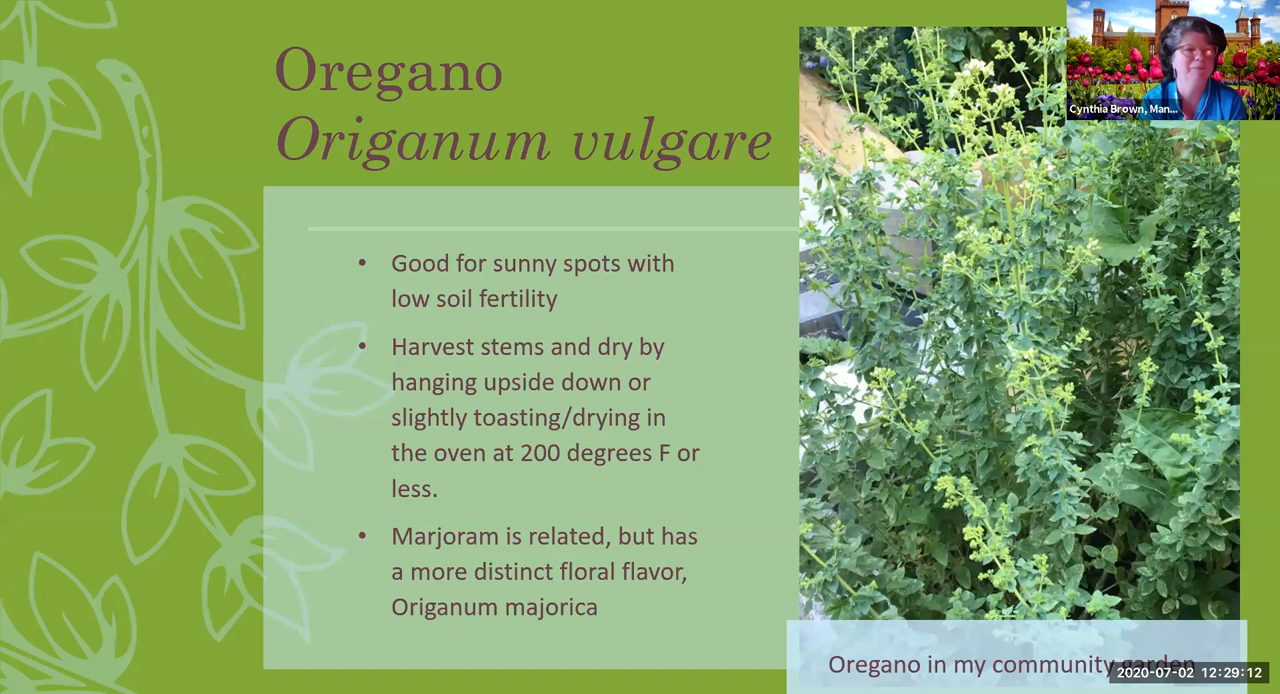 Oregano
Origanum vulgare
• Good for sunny spots with
low soil fertility
• Harvest stems and dry by
hanging upside down or
slightly toasting/drying in
the oven at 200 degrees F or
less.
• Marjoram is related, but has
a more distinct floral flavor,
Origanum majorica
Cynthia Brown, Man...
Oregano in my community garden
2020-07-02 12:29:12